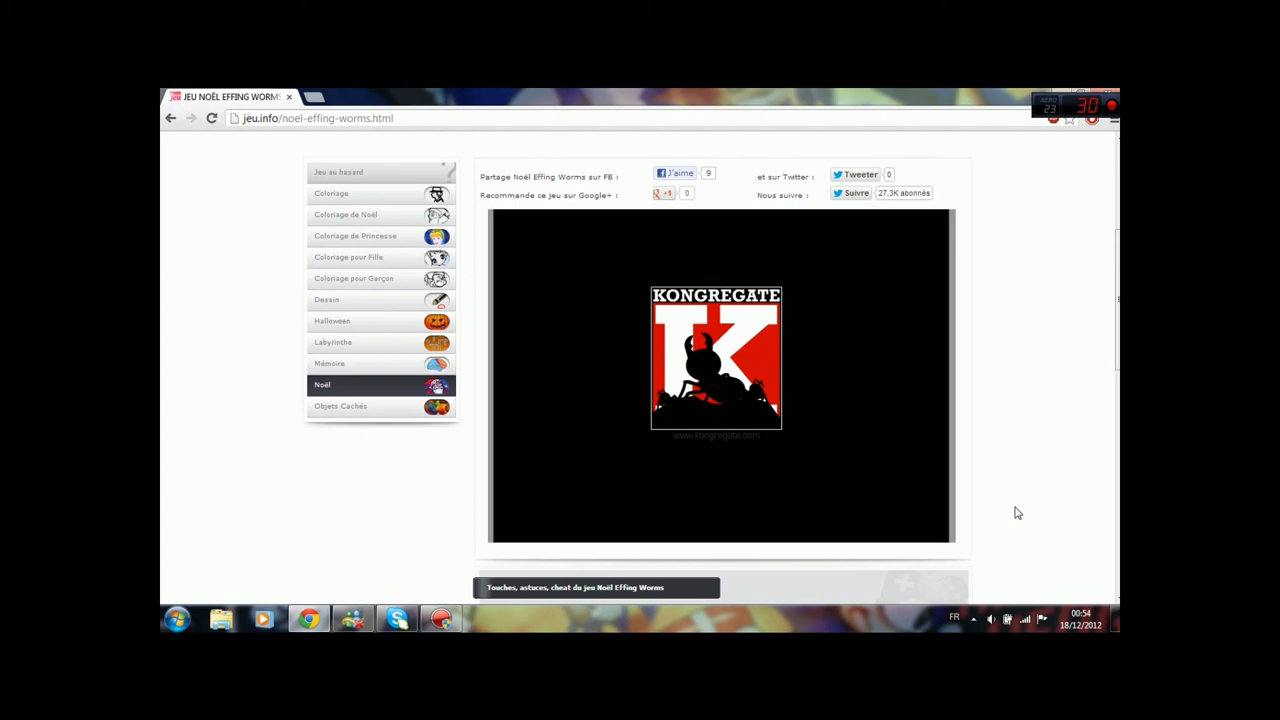 JEU NOËL EFFING WORMS
jeu.info/noel-effing-worms.html
23
30
Jeu au hasard
Coloriage
Coloriage de Noël
Coloriage de Princesse
Coloriage pour Fille
Coloriage pour Garçon
Dessin
Halloween
Labyrinthe
Mémoire
Noël
Objets Cachés
Partage Noël Effing Worms sur FB :
J'aime
9
et sur Twitter :
Tweeter
0
Recommande ce jeu sur Google+ :
+1
0
Nous suivre :
Suivre
27,3K abonnés
KONGREGATE
K
www.kongregate.com
Touches, astuces, cheat du jeu Noël Effing Worms
FR
00:54
18/12/2012